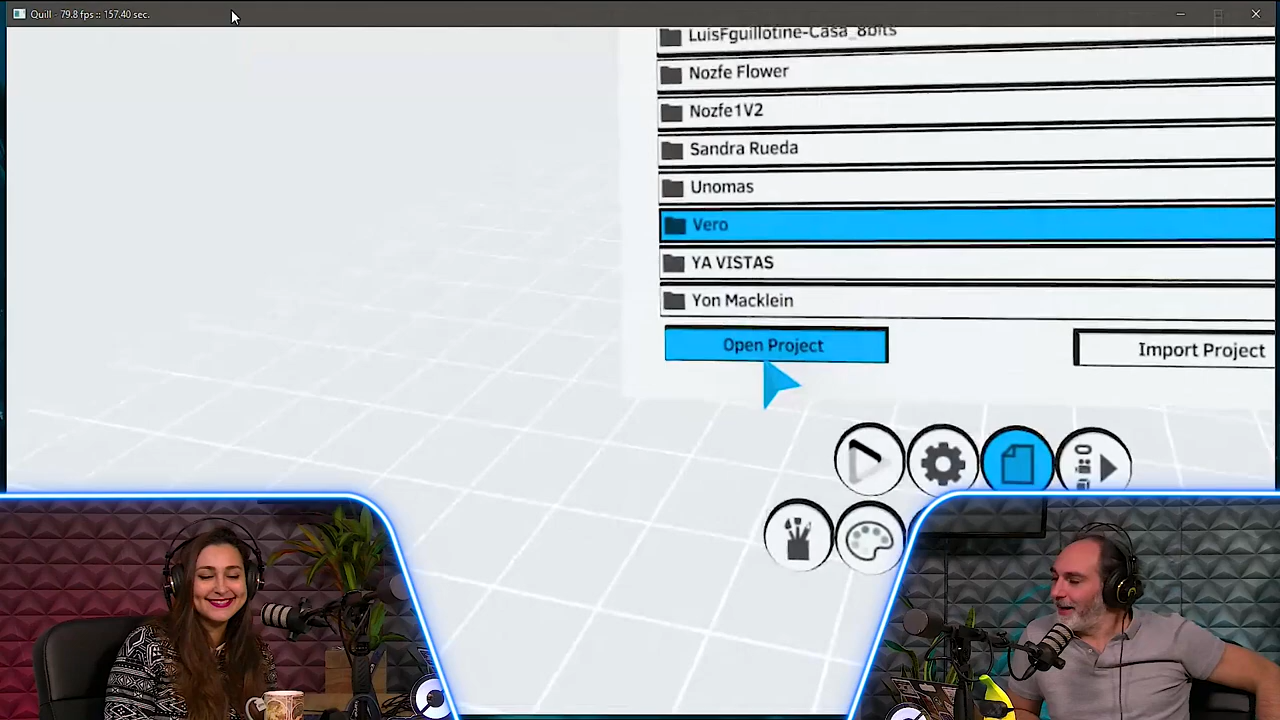 Quill - 79.8 fps :: 157.40 sec.
LuisFguillotine-Casa_8bits
Nozfe Flower
Nozfe1V2
Sandra Rueda
Unomas
Vero
YA VISTAS
Yon Macklein
Open Project
Import Project